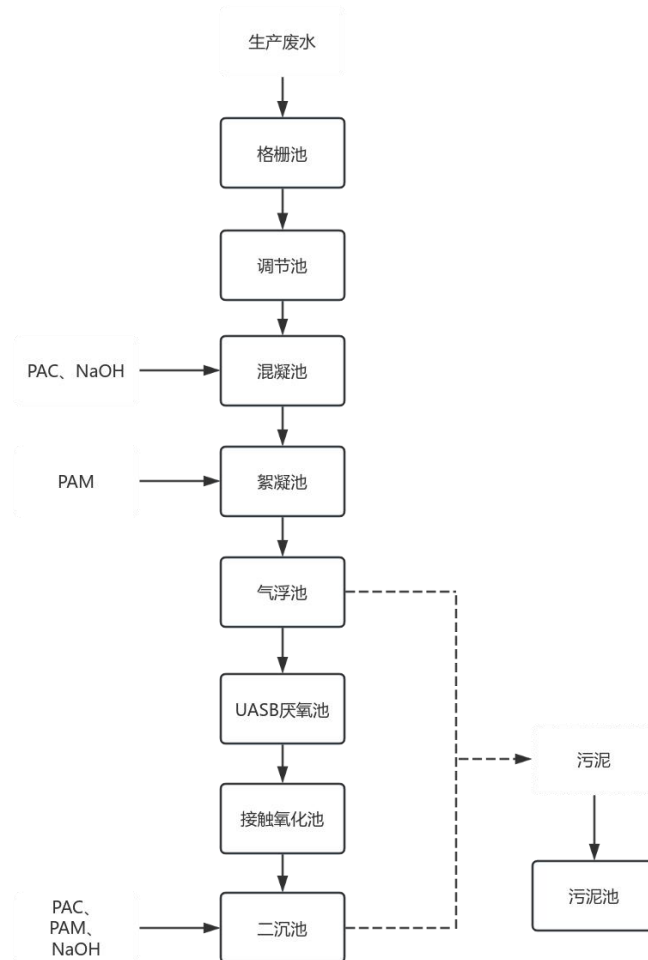 生产废水
格栅池
调节池
PAC、NaOH
混凝池
PAM
絮凝池
气浮池
UASB厌氧池
污泥
接触氧化池
污泥池
PAC、
PAM、
NaOH
二沉池